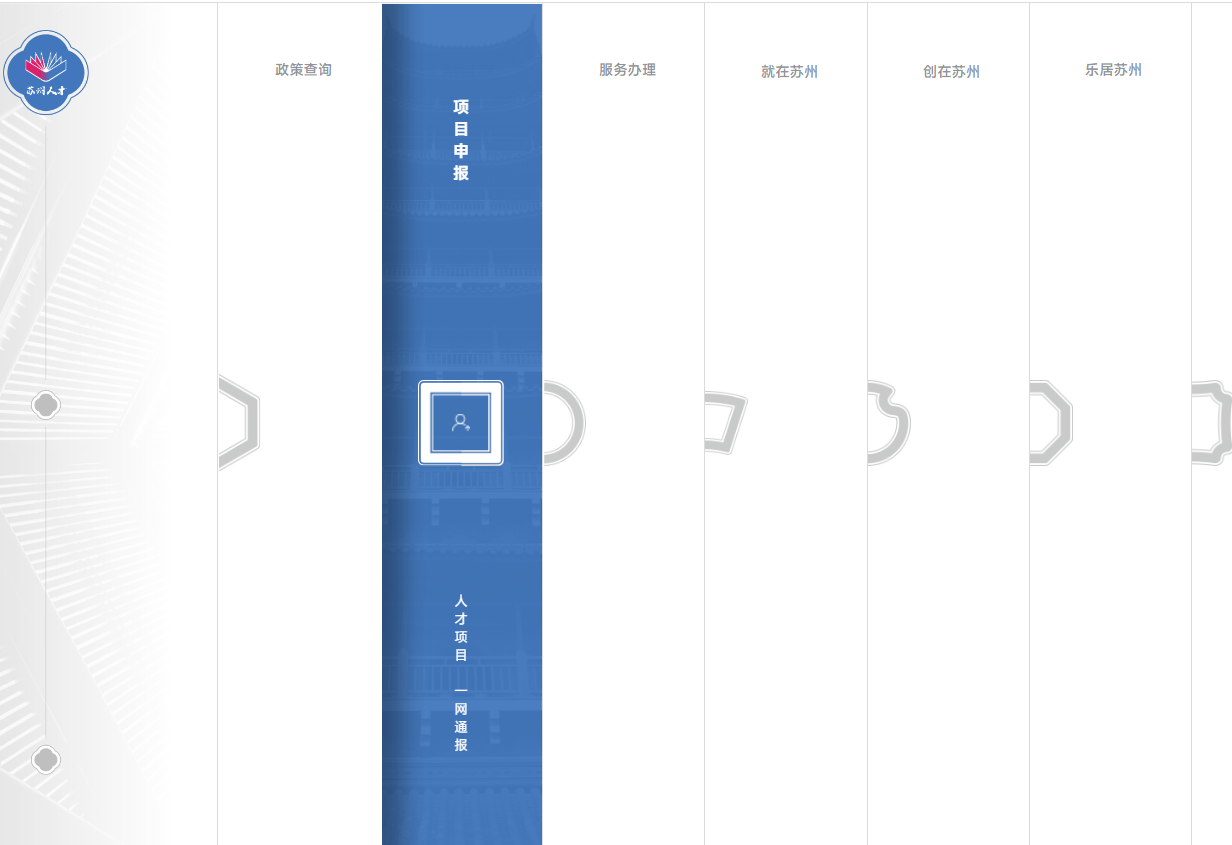 苏州人才
政策查询
项目申报
人才项目 一网通报
服务办理
就在苏州
创在苏州
乐居苏州